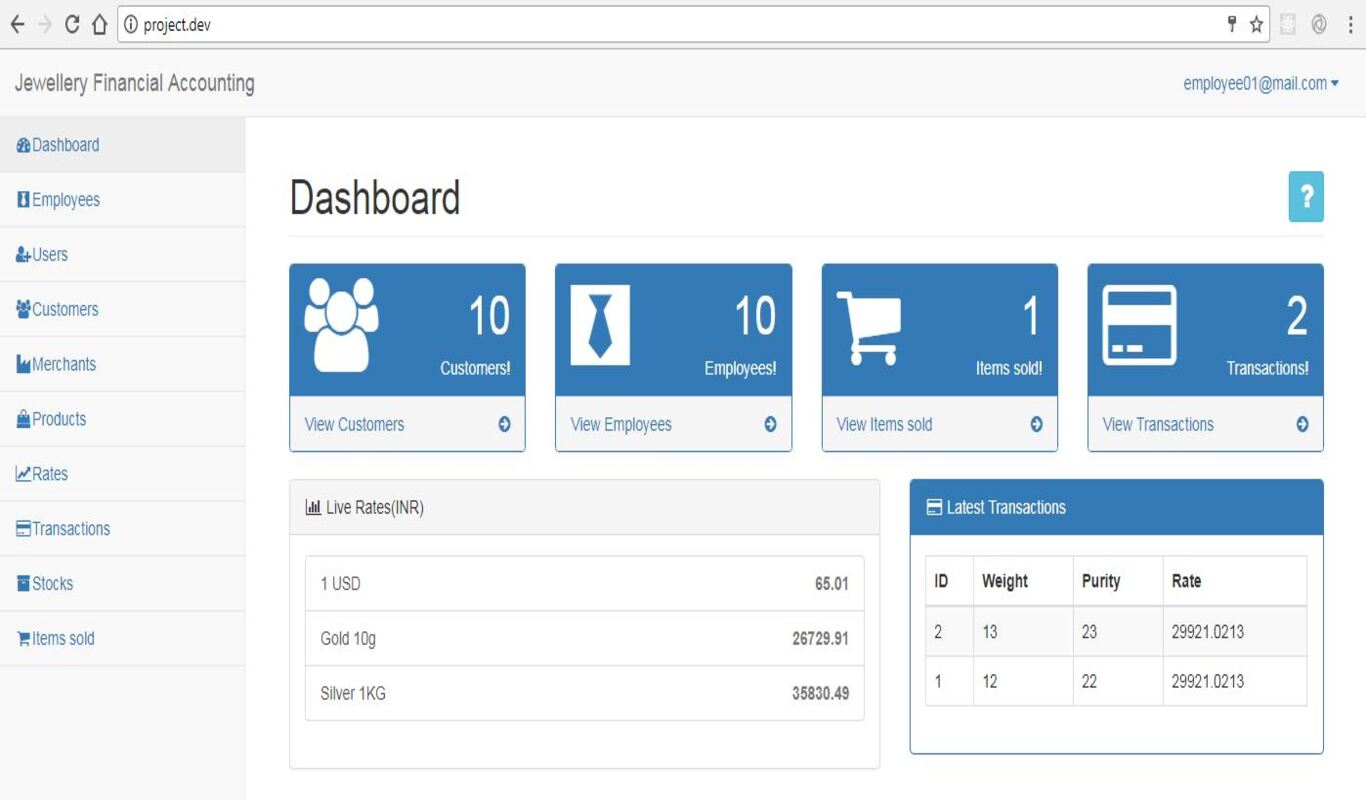 project.dev
Jewellery Financial Accounting
employee01@mail.com
Dashboard
Employees
Users
Customers
Merchants
Products
Rates
Transactions
Stocks
Items sold
Dashboard
?
10
Customers!
View Customers
10
Employees!
View Employees
1
Items sold!
View Items sold
2
Transactions!
View Transactions
Live Rates(INR)
1 USD 65.01
Gold 10g 26729.91
Silver 1KG 35830.49
Latest Transactions
ID Weight Purity Rate
2 13 23 29921.0213
1 12 22 29921.0213